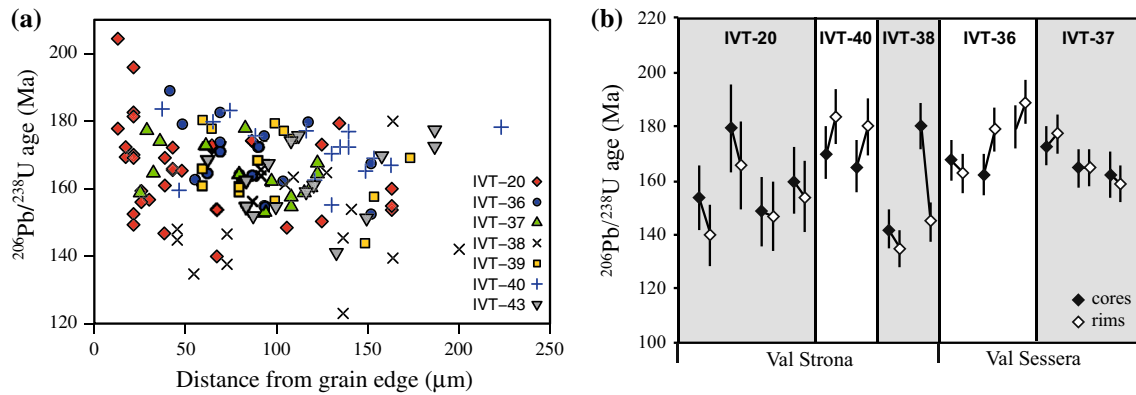 (a)
²⁰⁶Pb/²³⁸U age (Ma)
200
180
160
140
120
0 50 100 150 200 250
Distance from grain edge (μm)
IVT−20
IVT−36
IVT−37
IVT−38
IVT−39
IVT−40
IVT−43
(b)
²⁰⁶Pb/²³⁸U age (Ma)
220
200
180
160
140
120
100
IVT-20 IVT-40 IVT-38 IVT-36 IVT-37
cores
rims
Val Strona Val Sessera